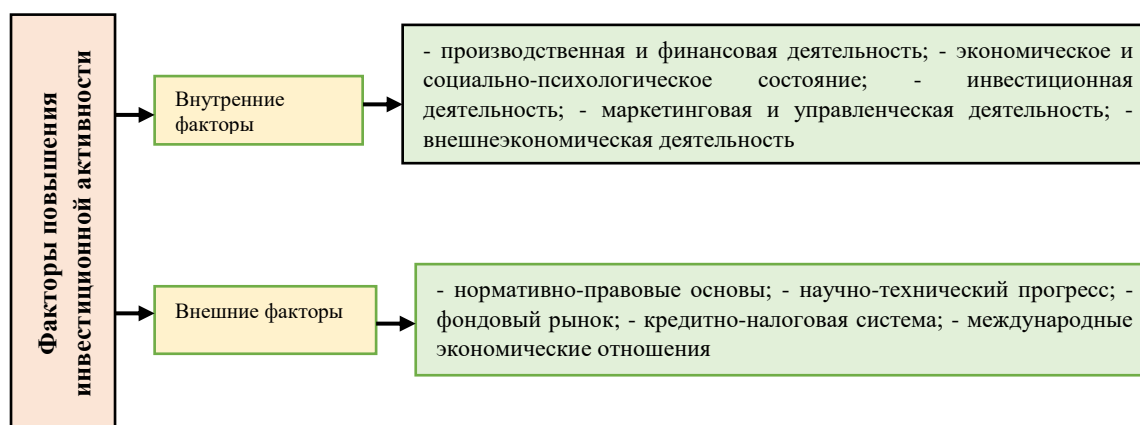 Факторы повышения
инвестиционной активности
Внутренние
факторы
- производственная и финансовая деятельность; - экономическое и
социально-психологическое состояние; - инвестиционная
деятельность; - маркетинговая и управленческая деятельность; -
внешнеэкономическая деятельность
Внешние факторы
- нормативно-правовые основы; - научно-технический прогресс; -
фондовый рынок; - кредитно-налоговая система; - международные
экономические отношения